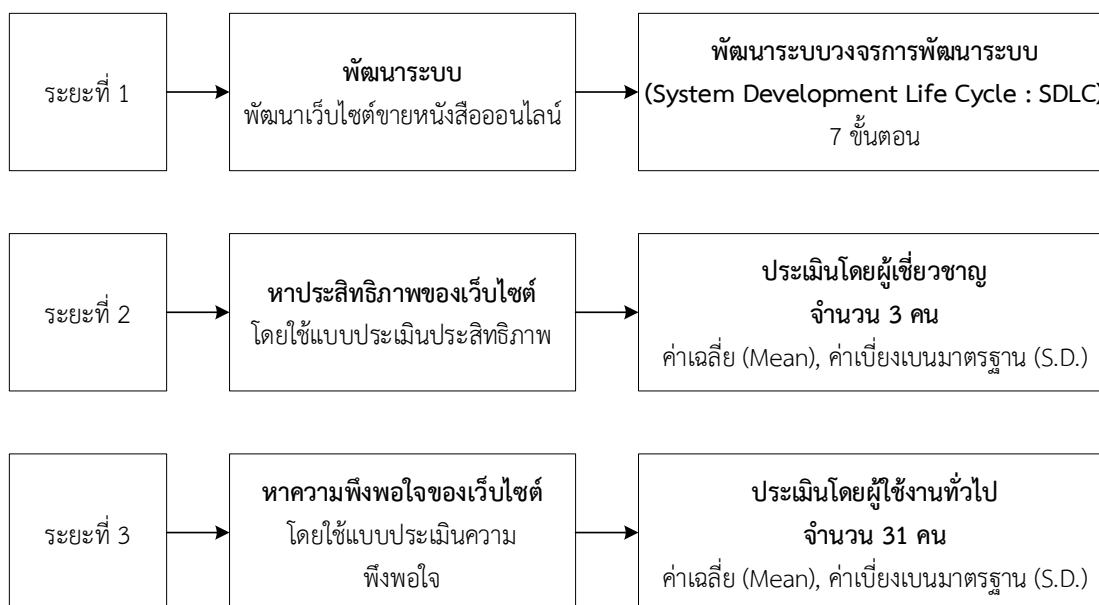 ระยะที่ 1
พัฒนาระบบ
พัฒนาเว็บไซต์ขายหนังสือออนไลน์
พัฒนาระบบวงจรการพัฒนาระบบ
(System Development Life Cycle : SDLC)
7 ขั้นตอน
ระยะที่ 2
หาประสิทธิภาพของเว็บไซต์
โดยใช้แบบประเมินประสิทธิภาพ
ประเมินโดยผู้เชี่ยวชาญ
จำนวน 3 คน
ค่าเฉลี่ย (Mean), ค่าเบี่ยงเบนมาตรฐาน (S.D.)
ระยะที่ 3
หาความพึงพอใจของเว็บไซต์
โดยใช้แบบประเมินความ
พึงพอใจ
ประเมินโดยผู้ใช้งานทั่วไป
จำนวน 31 คน
ค่าเฉลี่ย (Mean), ค่าเบี่ยงเบนมาตรฐาน (S.D.)